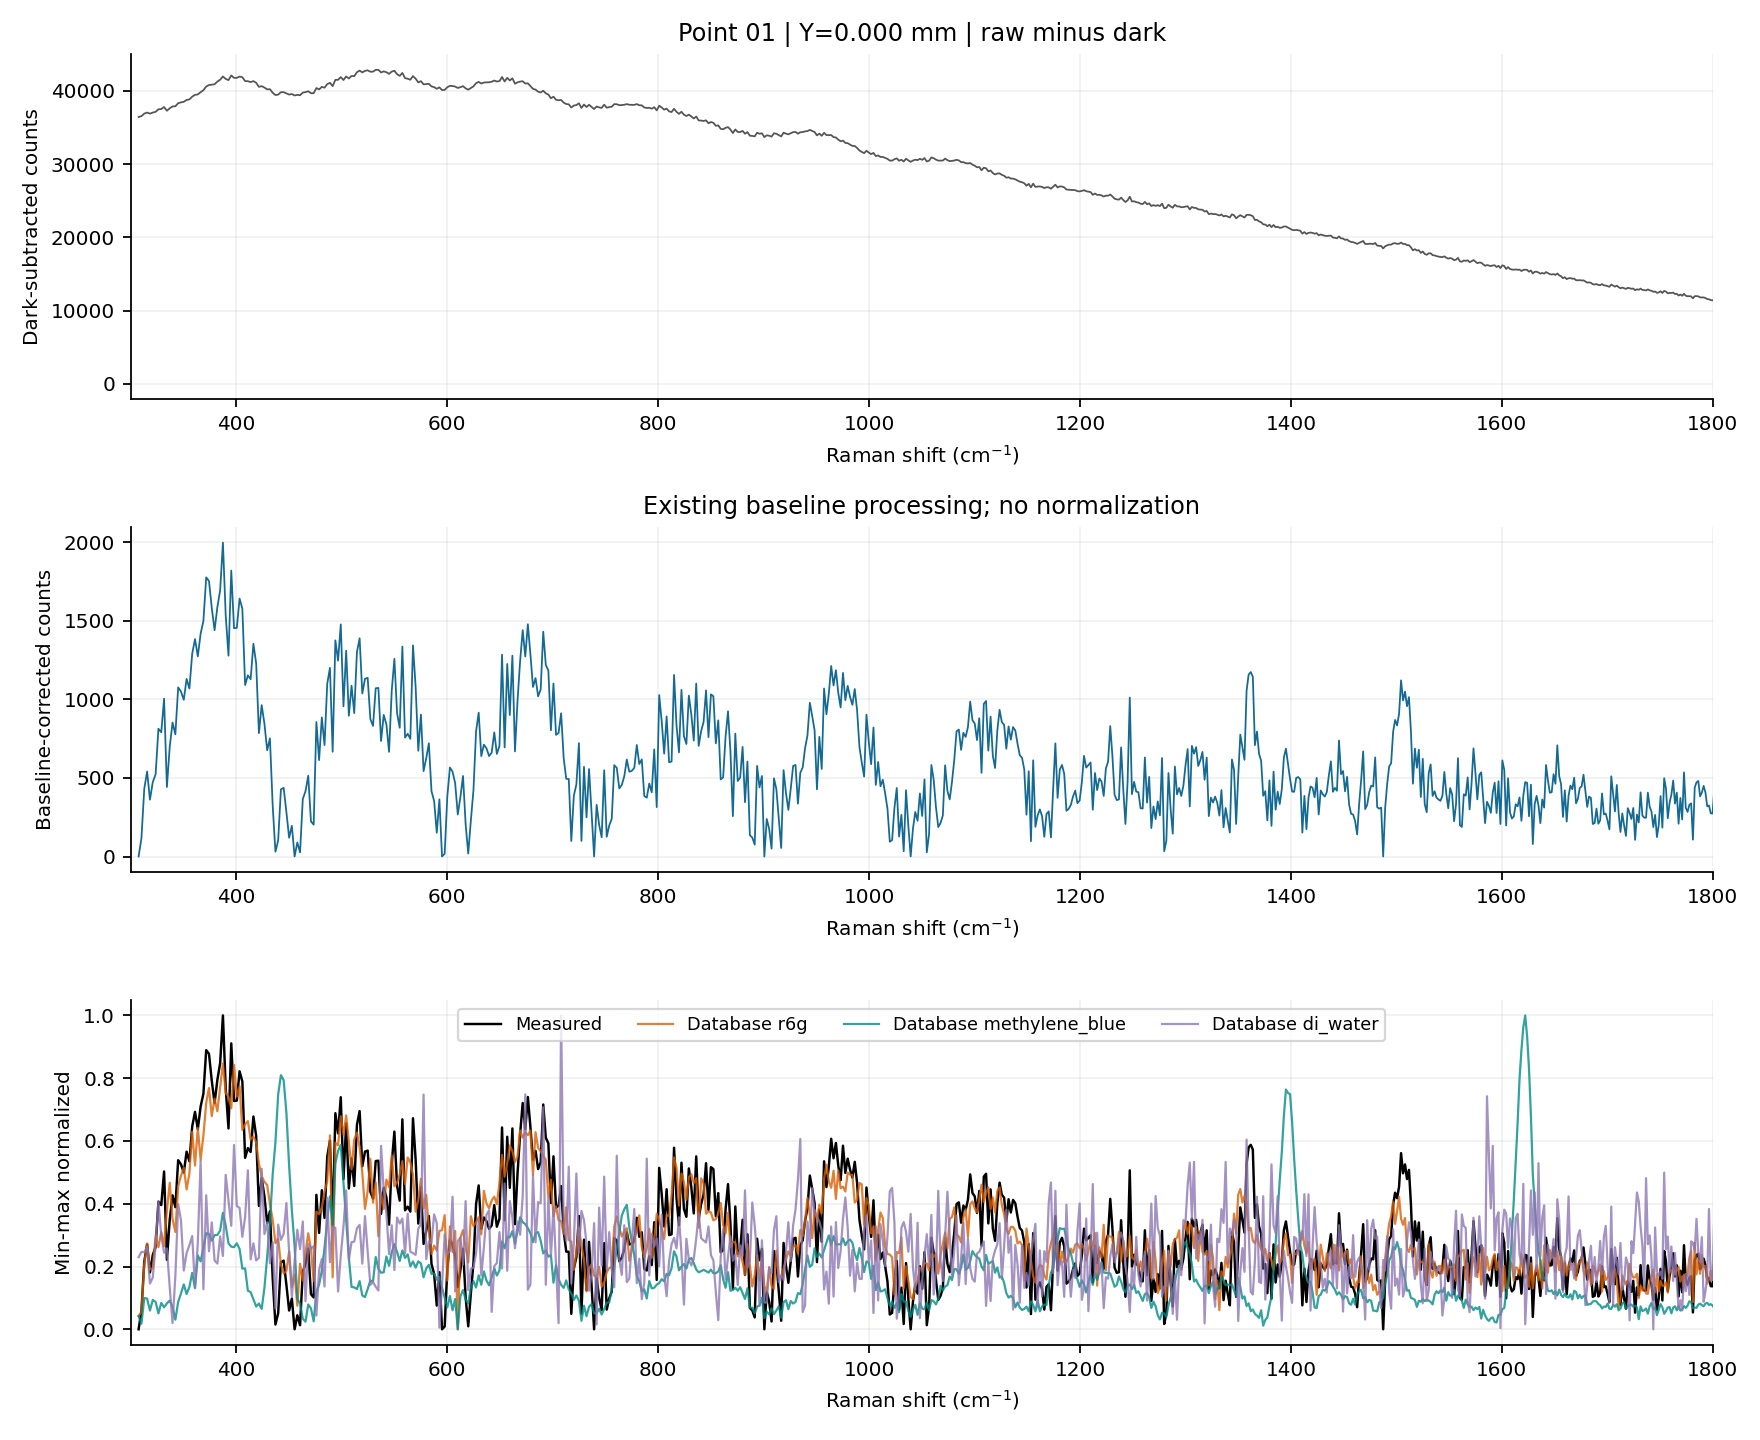 Point 01 | Y=0.000 mm | raw minus dark
Dark-subtracted counts
40000
30000
20000
10000
0
400 600 800 1000 1200 1400 1600 1800
Raman shift (cm⁻¹)
Existing baseline processing; no normalization
Baseline-corrected counts
2000
1500
1000
500
0
400 600 800 1000 1200 1400 1600 1800
Raman shift (cm⁻¹)
Measured Database r6g Database methylene_blue Database di_water
Min-max normalized
1.0
0.8
0.6
0.4
0.2
0.0
400 600 800 1000 1200 1400 1600 1800
Raman shift (cm⁻¹)